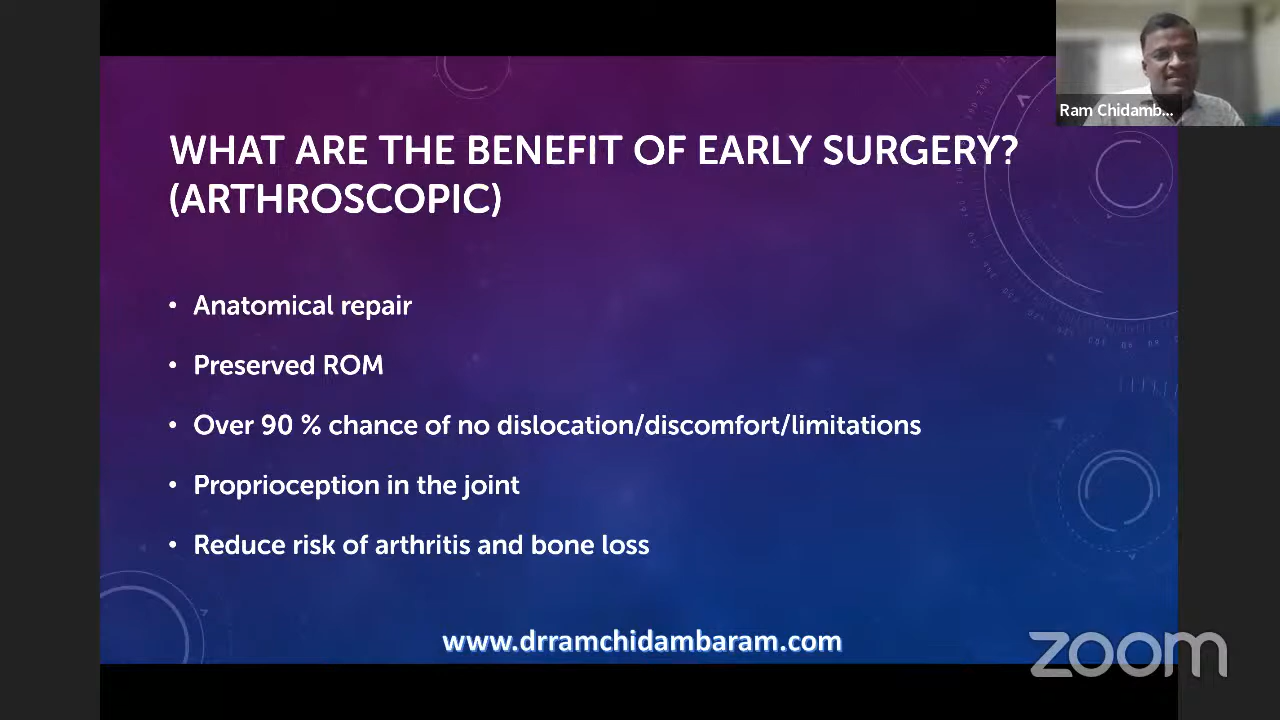 Ram Chidamb...
WHAT ARE THE BENEFIT OF EARLY SURGERY?
(ARTHROSCOPIC)
• Anatomical repair
• Preserved ROM
• Over 90 % chance of no dislocation/discomfort/limitations
• Proprioception in the joint
• Reduce risk of arthritis and bone loss
www.drramchidambaram.com
zoom